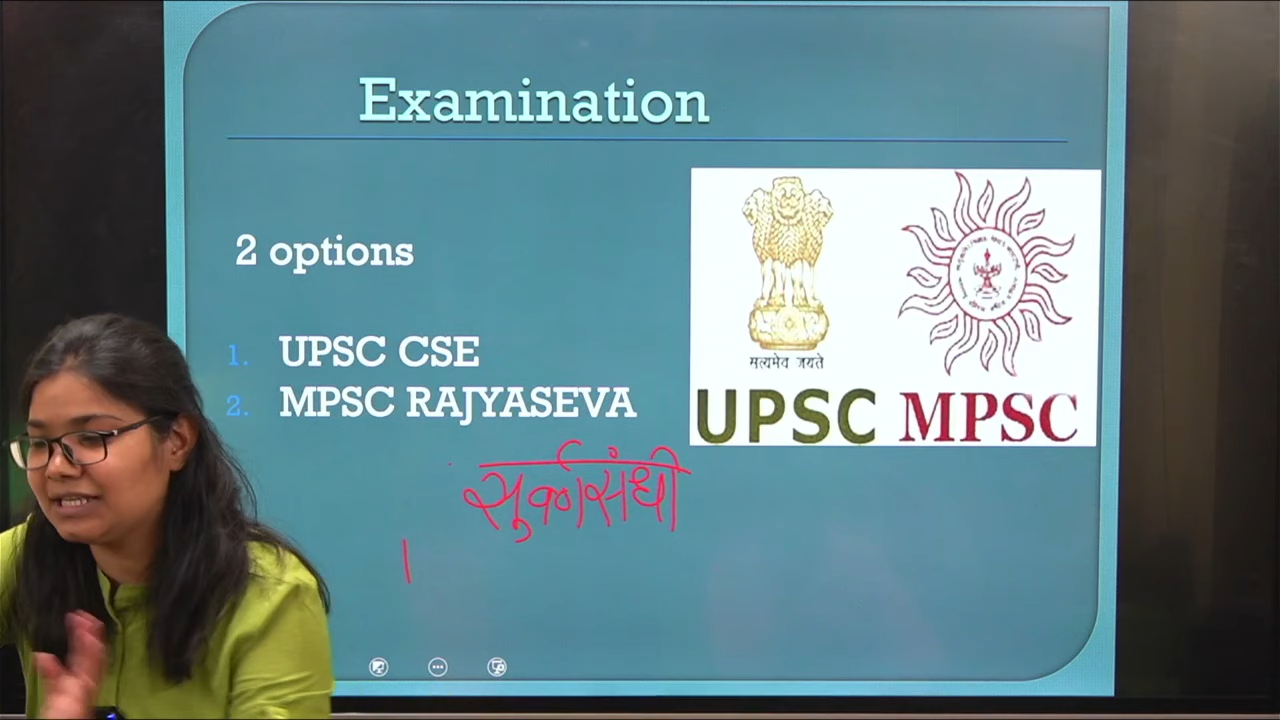 Examination
2 options
1. UPSC CSE
2. MPSC RAJYASEVA
सत्यमेव जयते
UPSC MPSC
सुवर्णसंधी